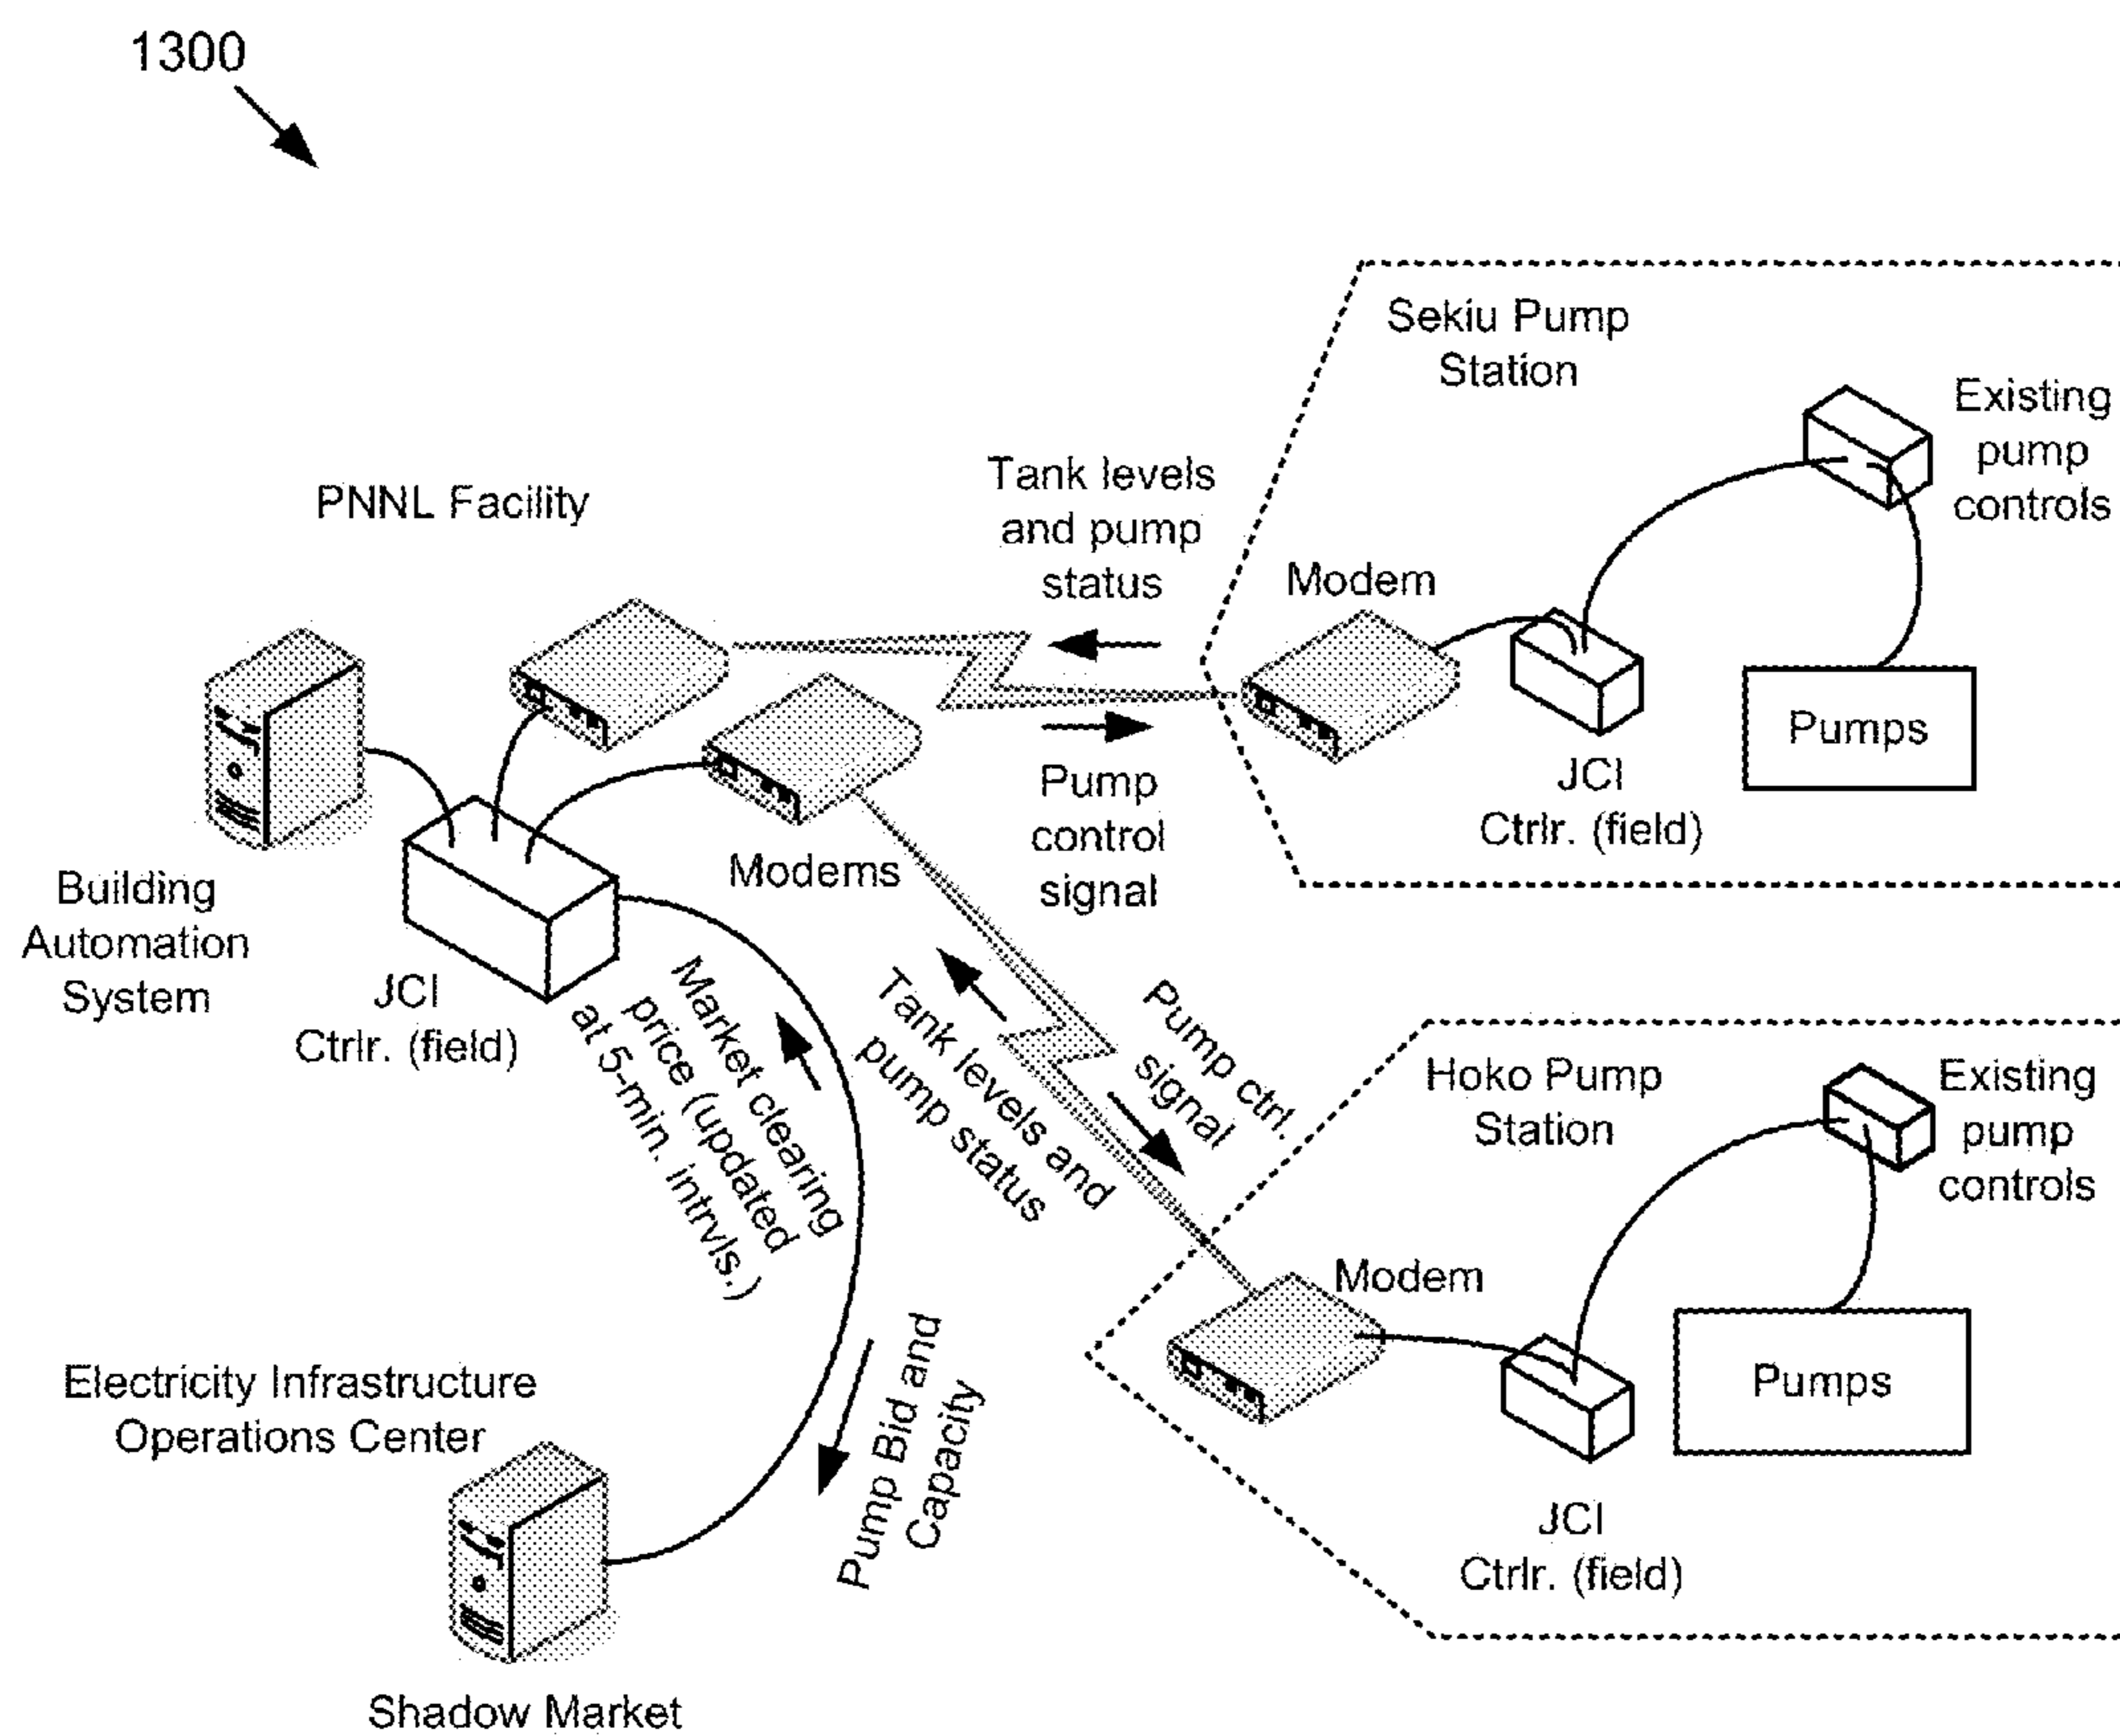 1300
Sekiu Pump
Station
Existing
pump
controls
Tank levels
and pump
status
PNNL Facility
Modem
Pumps
JCI
Ctrlr. (field)
Pump
control
signal
Modems
Building
Automation
System
JCI
Ctrlr. (field)
Market clearing
price (updated
at 5-min. intrvls.)
Tank levels and
pump status
Pump ctrl.
signal
Hoko Pump
Station
Existing
pump
controls
Modem
Pumps
JCI
Ctrlr. (field)
Pump Bid and
Capacity
Electricity Infrastructure
Operations Center
Shadow Market